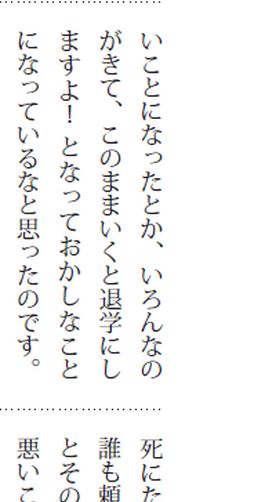 いことになったとか、いろんなの
がきて、このままいくと退学にし
ますよ！となっておかしなこと
になっているなと思ったのです。
死にた
誰も頼
とその
悪いこ